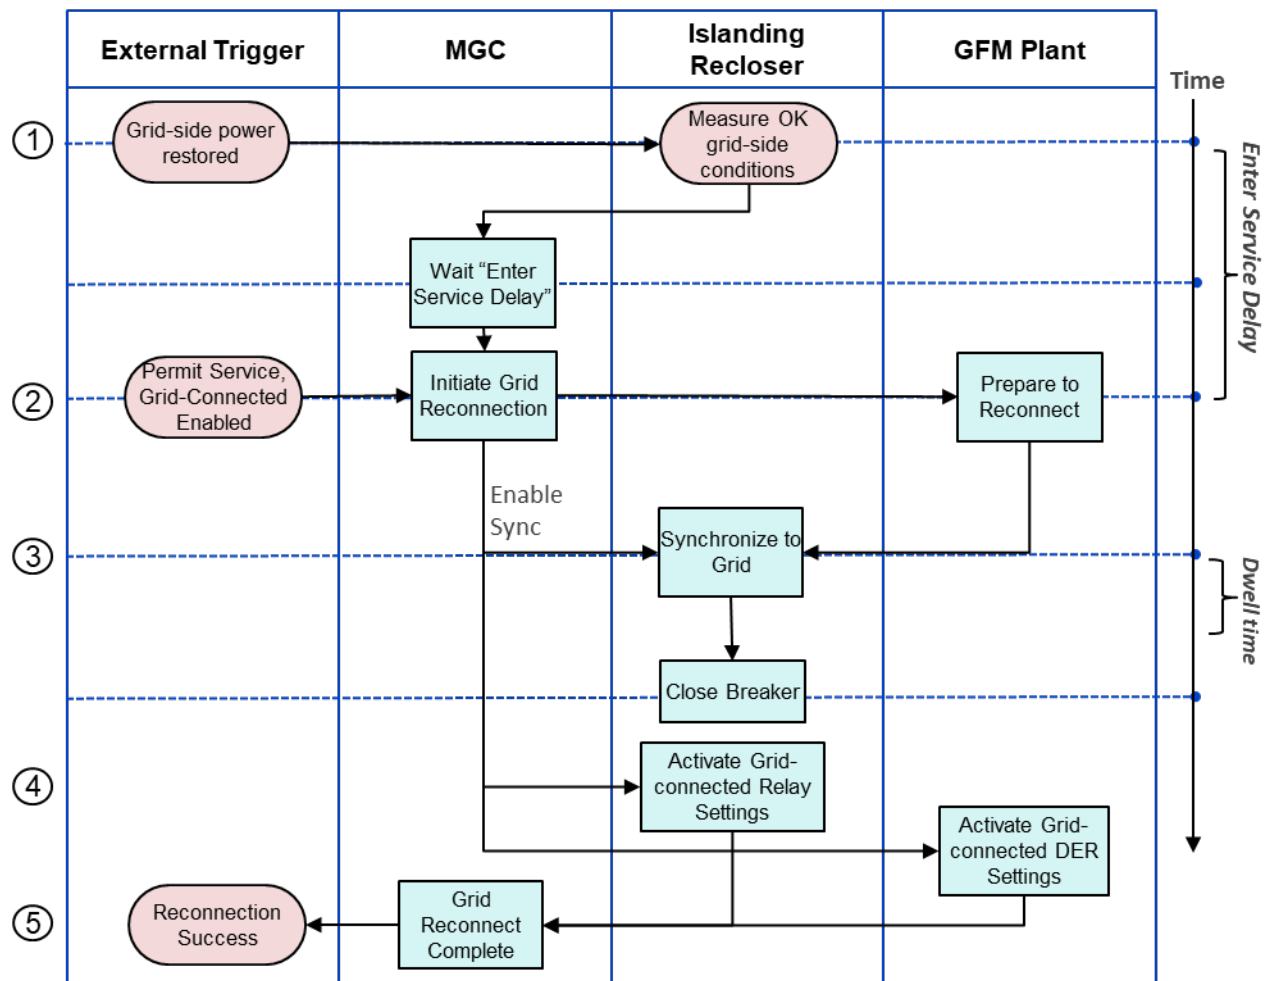 External Trigger
MGC
Islanding
Recloser
GFM Plant
Time
1
Grid-side power
restored
Measure OK
grid-side
conditions
Enter Service Delay
Wait “Enter
Service Delay”
2
Permit Service,
Grid-Connected
Enabled
Initiate Grid
Reconnection
Prepare to
Reconnect
Enable
Sync
3
Synchronize to
Grid
Dwell time
Close Breaker
4
Activate Grid-
connected Relay
Settings
Activate Grid-
connected DER
Settings
5
Reconnection
Success
Grid
Reconnect
Complete